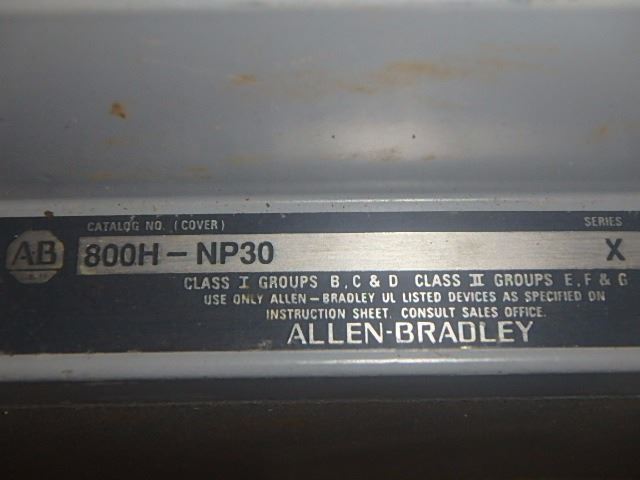 CATALOG NO. (COVER) SERIES
AB 800H-NP30 X
CLASS I GROUPS B, C & D CLASS II GROUPS E, F & G
USE ONLY ALLEN-BRADLEY UL LISTED DEVICES AS SPECIFIED ON
INSTRUCTION SHEET. CONSULT SALES OFFICE.
ALLEN-BRADLEY